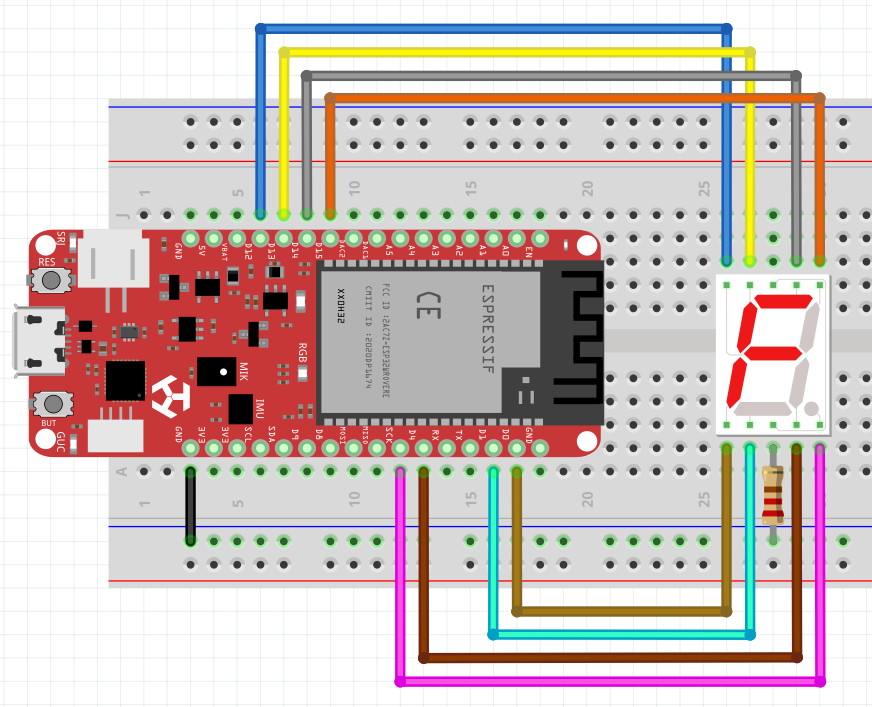 1 5 10 15 20 25
J
GND 5V VBAT D12 D13 D14 D15 DAC2 DAC1 A5 A4 A3 A2 A1 A0 EN
SRJ
RES
XXDH32
CMIIT ID :2020DP1674
FCC ID :2AC7Z-ESP32WROVERE
CE
ESPRESSIF
RGB
MIK
IMU
BUT
GUC
GND 3V3 3V3 SCL SDA D9 D8 MOSI MISO SCK D4 RX TX D1 D0 GND
A
1 5 10 15 20 25